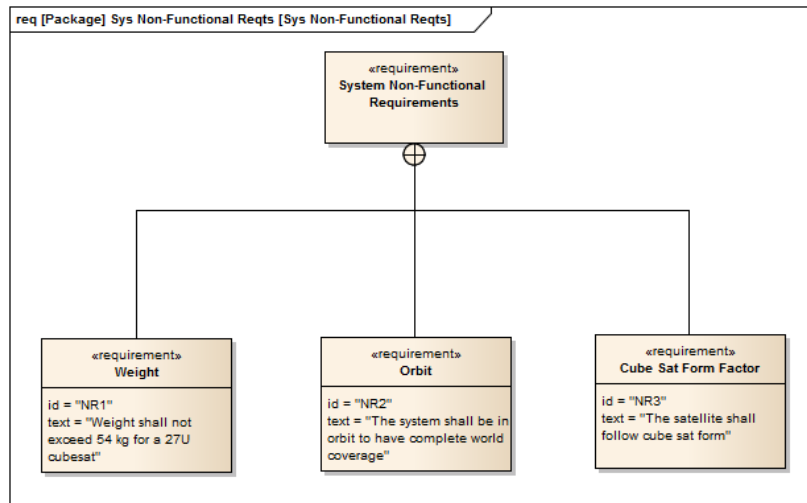 req [Package] Sys Non-Functional Reqts [Sys Non-Functional Reqts]
«requirement»
System Non-Functional
Requirements
«requirement»
Weight
id = "NR1"
text = "Weight shall not
exceed 54 kg for a 27U
cubesat"
«requirement»
Orbit
id = "NR2"
text = "The system shall be in
orbit to have complete world
coverage"
«requirement»
Cube Sat Form Factor
id = "NR3"
text = "The satellite shall
follow cube sat form"